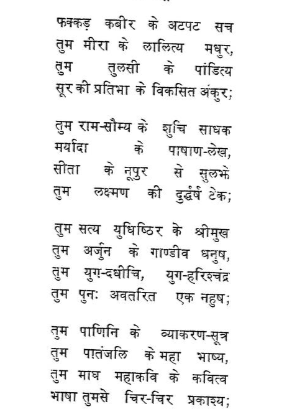 फक्कड़ कबीर के अटपट सच
तुम मीरा के लालित्य मधुर,
तुम तुलसी के पांडित्य
सूर की प्रतिभा के विकसित अंकुर;
तुम राम-सौम्य के शुचि साधक
मर्यादा के पाषाण-लेख,
सीता के नूपुर से सुलझे
तुम लक्ष्मण की दुर्द्धर्ष टेक;
तुम सत्य युधिष्ठिर के श्रीमुख
तुम अर्जुन के गाण्डीव धनुष,
तुम युग-दधीचि, युग-हरिश्चंद्र
तुम पुनः अवतरित एक नहुष;
तुम पाणिनि के व्याकरण-सूत्र
तुम पातंजलि के महा भाष्य,
तुम माघ महाकवि के कवित्व
भाषा तुमसे चिर-चिर प्रकाश्य;